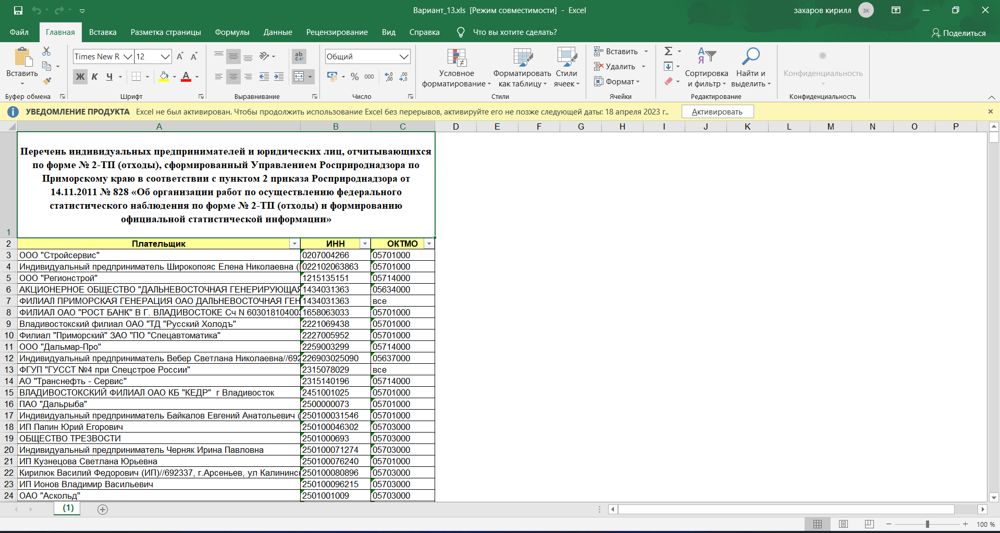 Вариант_13.xls [Режим совместимости] - Excel
захаров кирилл
ЗК
Файл Главная Вставка Разметка страницы Формулы Данные Рецензирование Вид Справка Что вы хотите сделать? Поделиться
Вставить
Буфер обмена
Times New R 12
Ж К Ч
Шрифт
Выравнивание
Общий
% 000
Число
Условное форматирование
Форматировать как таблицу
Стили ячеек
Стили
Вставить
Удалить
Формат
Ячейки
Сортировка и фильтр
Найти и выделить
Редактирование
Конфиденциальность
Конфиденциальность
УВЕДОМЛЕНИЕ ПРОДУКТА Excel не был активирован. Чтобы продолжить использование Excel без перерывов, активируйте его не позже следующей даты: 18 апреля 2023 г.. Активировать
A B C D E F G H I J K L M N O P
Перечень индивидуальных предпринимателей и юридических лиц, отчитывающихся
по форме № 2-ТП (отходы), сформированный Управлением Росприроднадзора по
Приморскому краю в соответствии с пунктом 2 приказа Росприроднадзора от
14.11.2011 № 828 «Об организации работ по осуществлению федерального
статистического наблюдения по форме № 2-ТП (отходы) и формированию
официальной статистической информации»
1
2 Плательщик ИНН ОКТМО
3 ООО "Стройсервис" 0207004266 05701000
4 Индивидуальный предприниматель Широкопояс Елена Николаевна ( 022102063863 05701000
5 ООО "Регионстрой" 1215135151 05714000
6 АКЦИОНЕРНОЕ ОБЩЕСТВО "ДАЛЬНЕВОСТОЧНАЯ ГЕНЕРИРУЮЩАЯ 1434031363 05634000
7 ФИЛИАЛ ПРИМОРСКАЯ ГЕНЕРАЦИЯ ОАО ДАЛЬНЕВОСТОЧНАЯ ГЕН 1434031363 все
8 ФИЛИАЛ ОАО "РОСТ БАНК" В Г. ВЛАДИВОСТОКЕ Сч N 603018104003 1658063033 05701000
9 Владивостокский филиал ОАО "ТД "Русский Холодъ" 2221069438 05701000
10 Филиал "Приморский" ЗАО "ПО "Спецавтоматика" 2227005952 05701000
11 ООО "Дальмар-Про" 2259003299 05714000
12 Индивидуальный предприниматель Вебер Светлана Николаевна//692 226903025090 05637000
13 ФГУП "ГУССТ №4 при Спецстрое России" 2315078029 все
14 АО "Транснефть - Сервис" 2315140196 05714000
15 ВЛАДИВОСТОКСКИЙ ФИЛИАЛ ОАО КБ "КЕДР" г Владивосток 2451001025 05701000
16 ПАО "Дальрыба" 2500000073 05701000
17 Индивидуальный предприниматель Байкалов Евгений Анатольевич ( 250100031546 05701000
18 ИП Папин Юрий Егорович 250100046302 05703000
19 ОБЩЕСТВО ТРЕЗВОСТИ 2501000693 05703000
20 Индивидуальный предприниматель Черняк Ирина Павловна 250100071274 05703000
21 ИП Кузнецова Светлана Юрьевна 250100076240 05701000
22 Кирилюк Василий Федорович (ИП)//692337, г.Арсеньев, ул Калининс 250100080896 05703000
23 ИП Ионов Владимир Васильевич 250100096215 05703000
24 ОАО "Аскольд" 2501001009 05703000
(1)
100 %